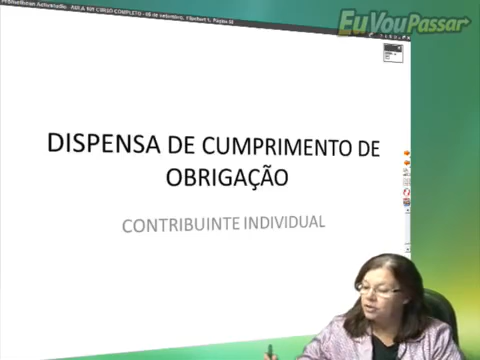 EuVouPassar
DISPENSA DE CUMPRIMENTO DE
OBRIGAÇÃO
CONTRIBUINTE INDIVIDUAL